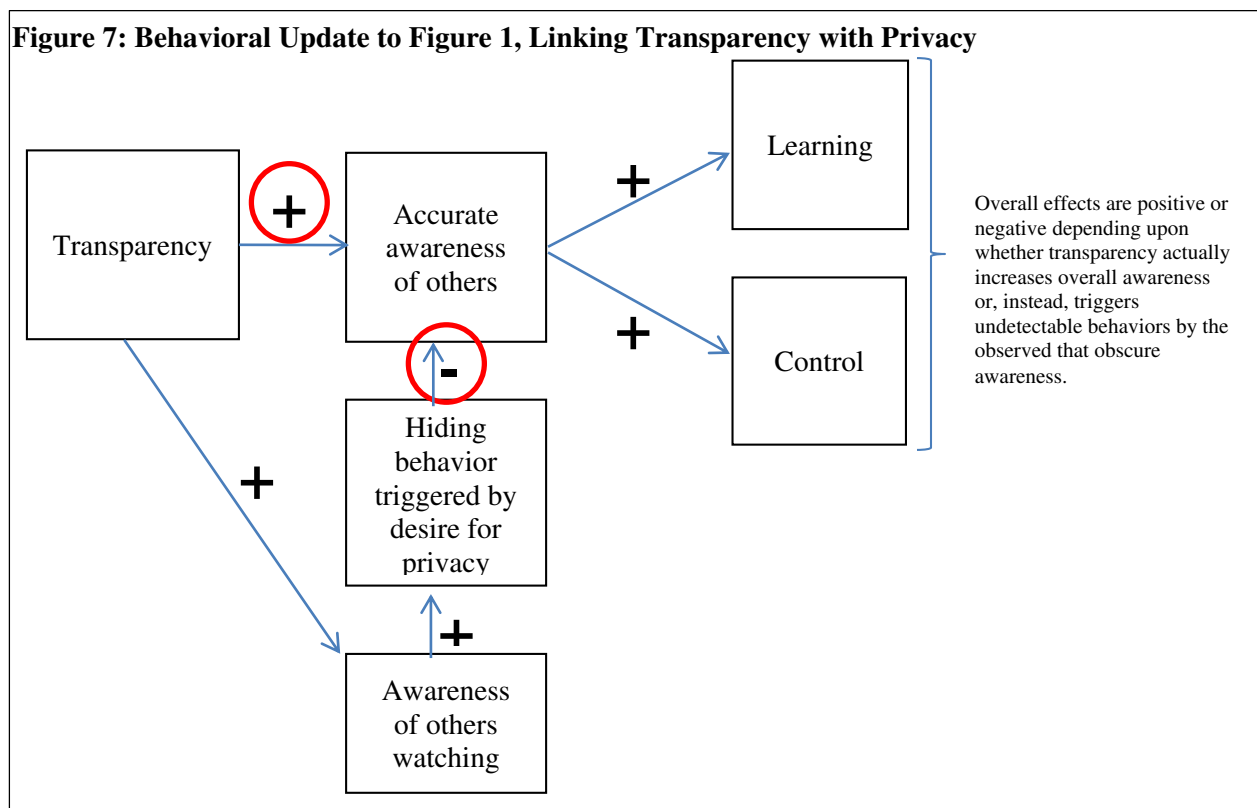 Figure 7: Behavioral Update to Figure 1, Linking Transparency with Privacy
Transparency
+
Accurate
awareness
of others
+
+
Learning
Control
Overall effects are positive or
negative depending upon
whether transparency actually
increases overall awareness
or, instead, triggers
undetectable behaviors by the
observed that obscure
awareness.
-
Hiding
behavior
triggered by
desire for
privacy
+
+
Awareness
of others
watching